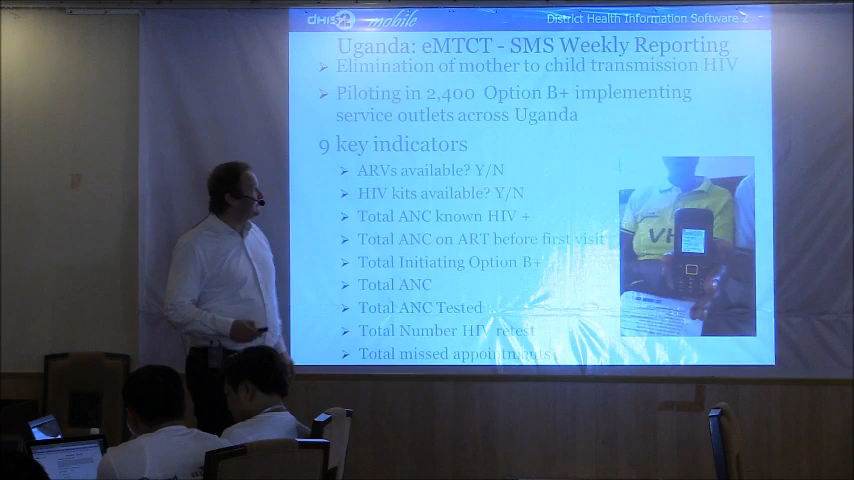 dhis2 mobile District Health Information Software 2
Uganda: eMTCT - SMS Weekly Reporting
➢ Elimination of mother to child transmission HIV
➢ Piloting in 2,400 Option B+ implementing
service outlets across Uganda
9 key indicators
➢ ARVs available? Y/N
➢ HIV kits available? Y/N
➢ Total ANC known HIV +
➢ Total ANC on ART before first visit
➢ Total Initiating Option B+
➢ Total ANC
➢ Total ANC Tested
➢ Total Number HIV retest
➢ Total missed appointments
VH